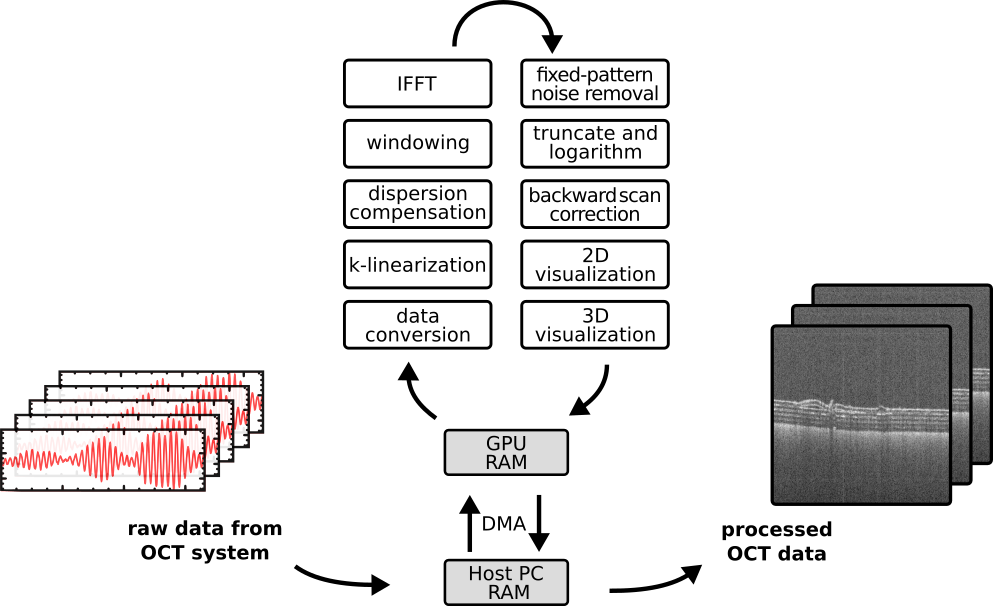 IFFT
windowing
dispersion
compensation
k-linearization
data
conversion
fixed-pattern
noise removal
truncate and
logarithm
backward scan
correction
2D
visualization
3D
visualization
GPU
RAM
DMA
Host PC
RAM
raw data from
OCT system
processed
OCT data